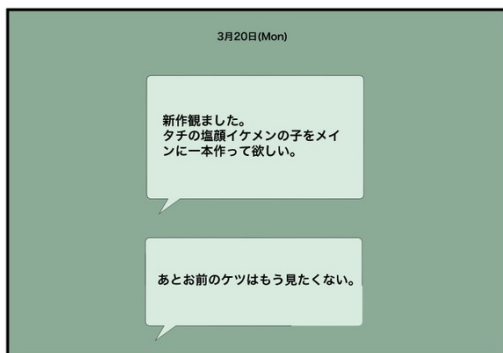 3月20日(Mon)
新作観ました。
タチの塩顔イケメンの子をメイ
ンに一本作って欲しい。
あとお前のケツはもう見たくない。